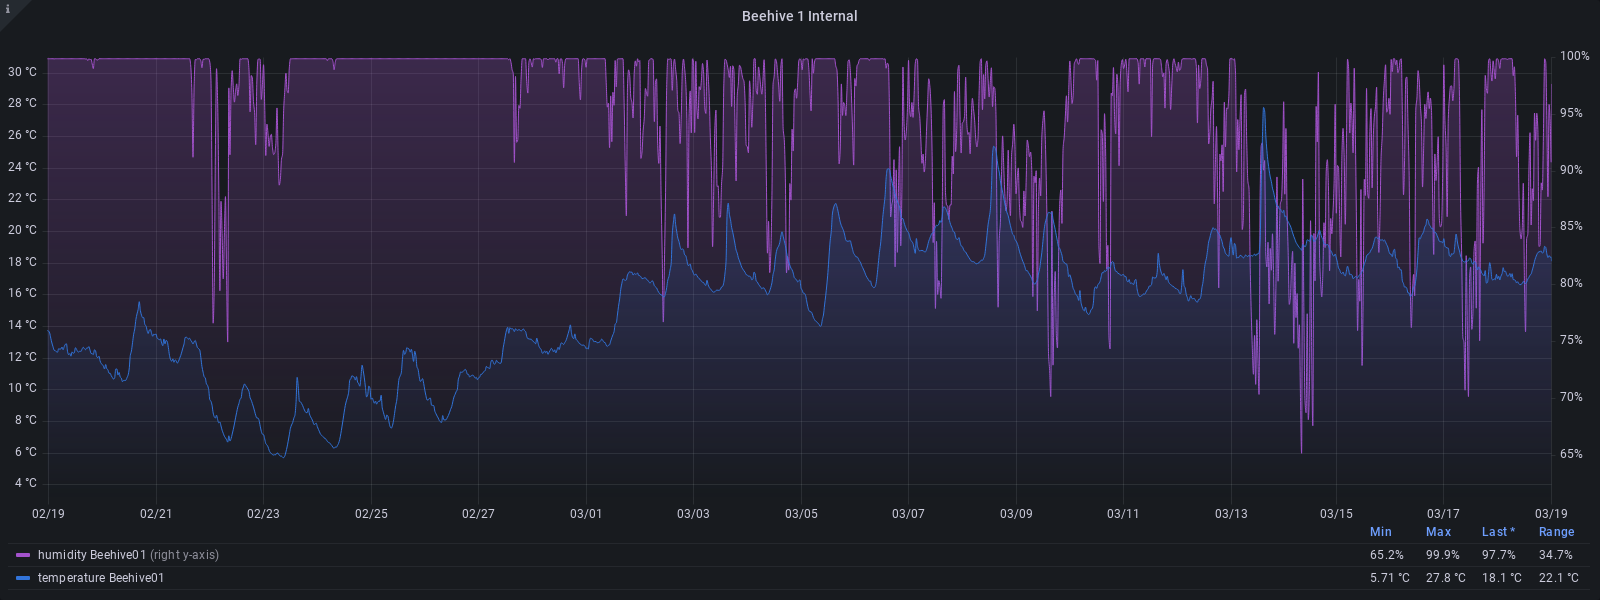 i
Beehive 1 Internal
30 °C 100%
28 °C 95%
26 °C 90%
24 °C 85%
22 °C 80%
20 °C 75%
18 °C 70%
16 °C 65%
14 °C
12 °C
10 °C
8 °C
6 °C
4 °C
02/19 02/21 02/23 02/25 02/27 03/01 03/03 03/05 03/07 03/09 03/11 03/13 03/15 03/17 03/19
Min Max Last * Range
humidity Beehive01 (right y-axis) 65.2% 99.9% 97.7% 34.7%
temperature Beehive01 5.71 °C 27.8 °C 18.1 °C 22.1 °C